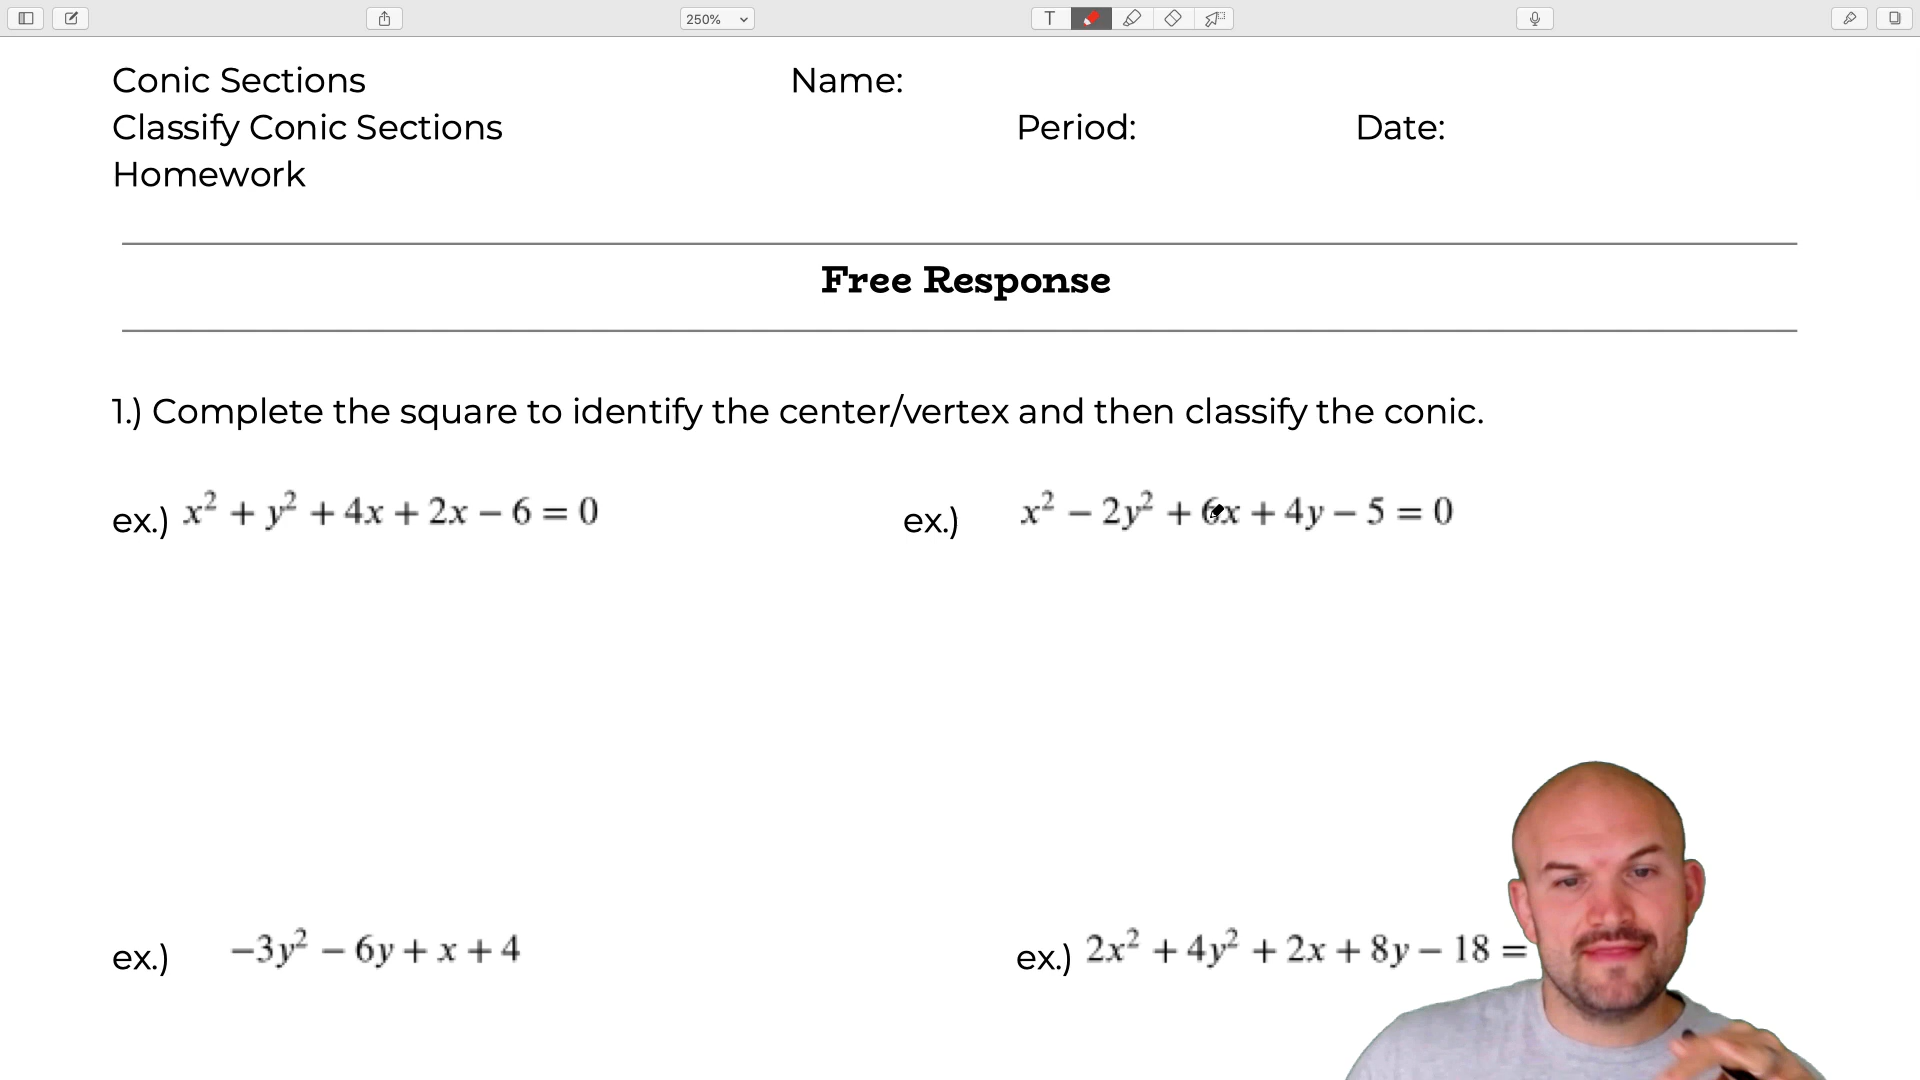 250%
T
Conic Sections Name:
Classify Conic Sections Period: Date:
Homework
Free Response
1.) Complete the square to identify the center/vertex and then classify the conic.
ex.) x² + y² + 4x + 2x − 6 = 0 ex.) x² − 2y² + 6x + 4y − 5 = 0
ex.) −3y² − 6y + x + 4 ex.) 2x² + 4y² + 2x + 8y − 18 =